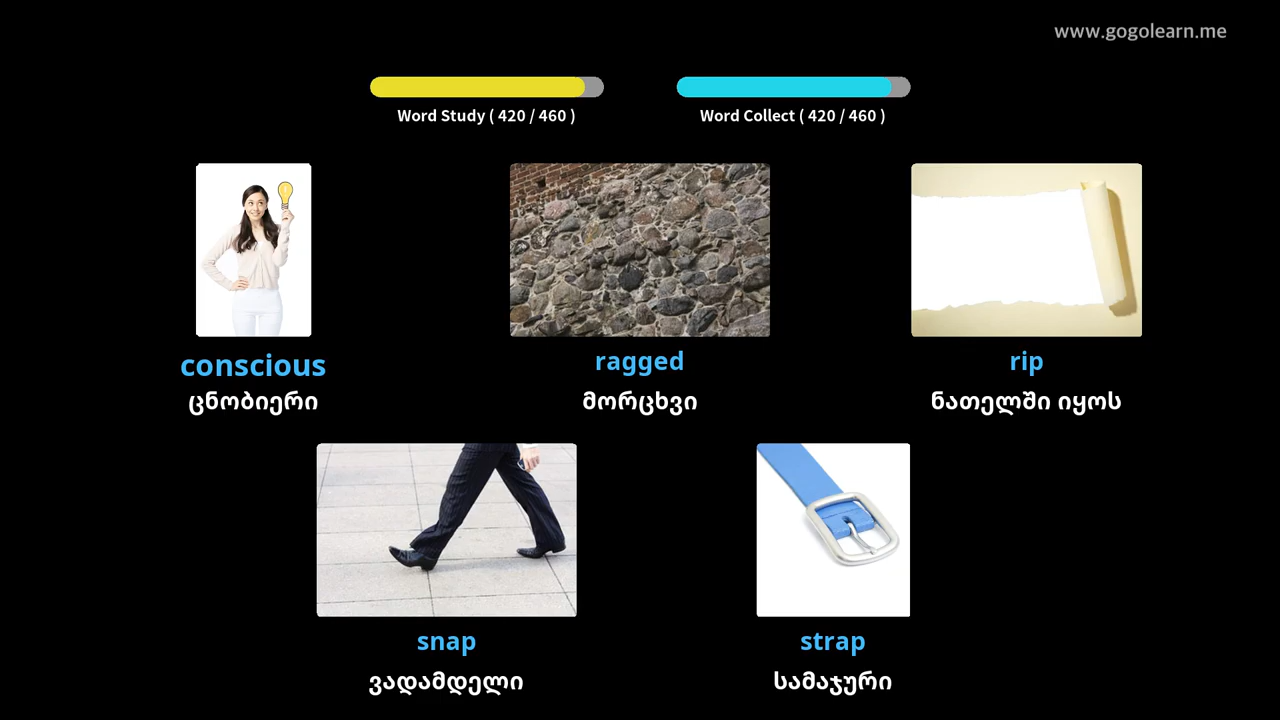 www.gogolearn.me
Word Study ( 420 / 460 )
Word Collect ( 420 / 460 )
conscious
ცნობიერი
ragged
მორცხვი
rip
ნათელში იყოს
snap
ვადამდელი
strap
სამაჯური